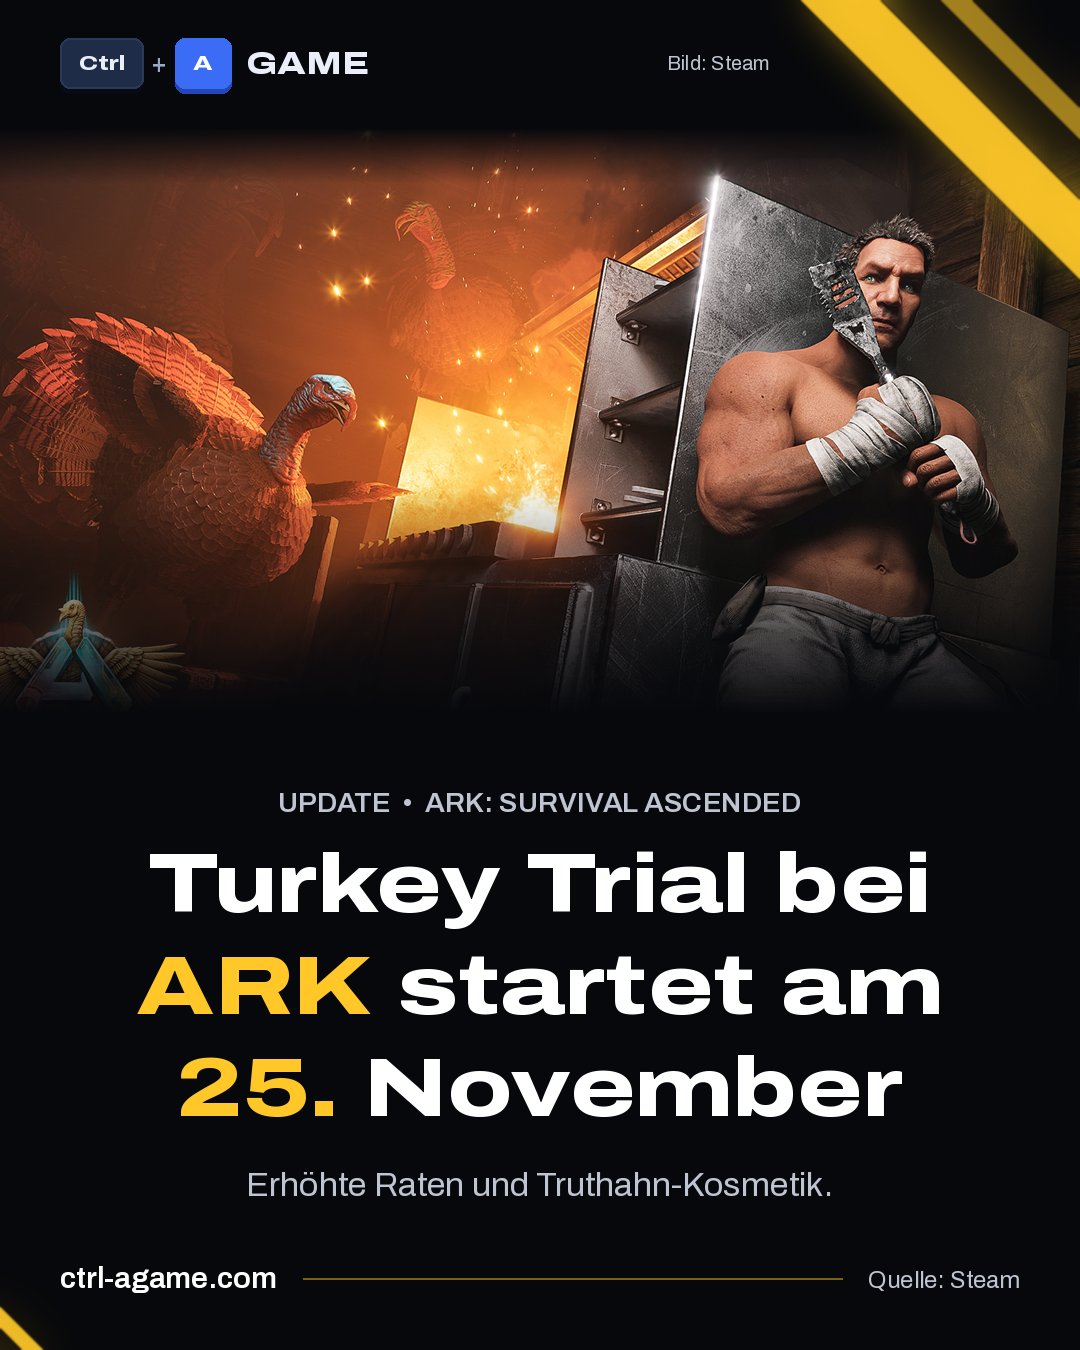 Ctrl + A GAME
Bild: Steam
UPDATE • ARK: SURVIVAL ASCENDED
Turkey Trial bei
ARK startet am
25. November
Erhöhte Raten und Truthahn-Kosmetik.
ctrl-agame.com
Quelle: Steam